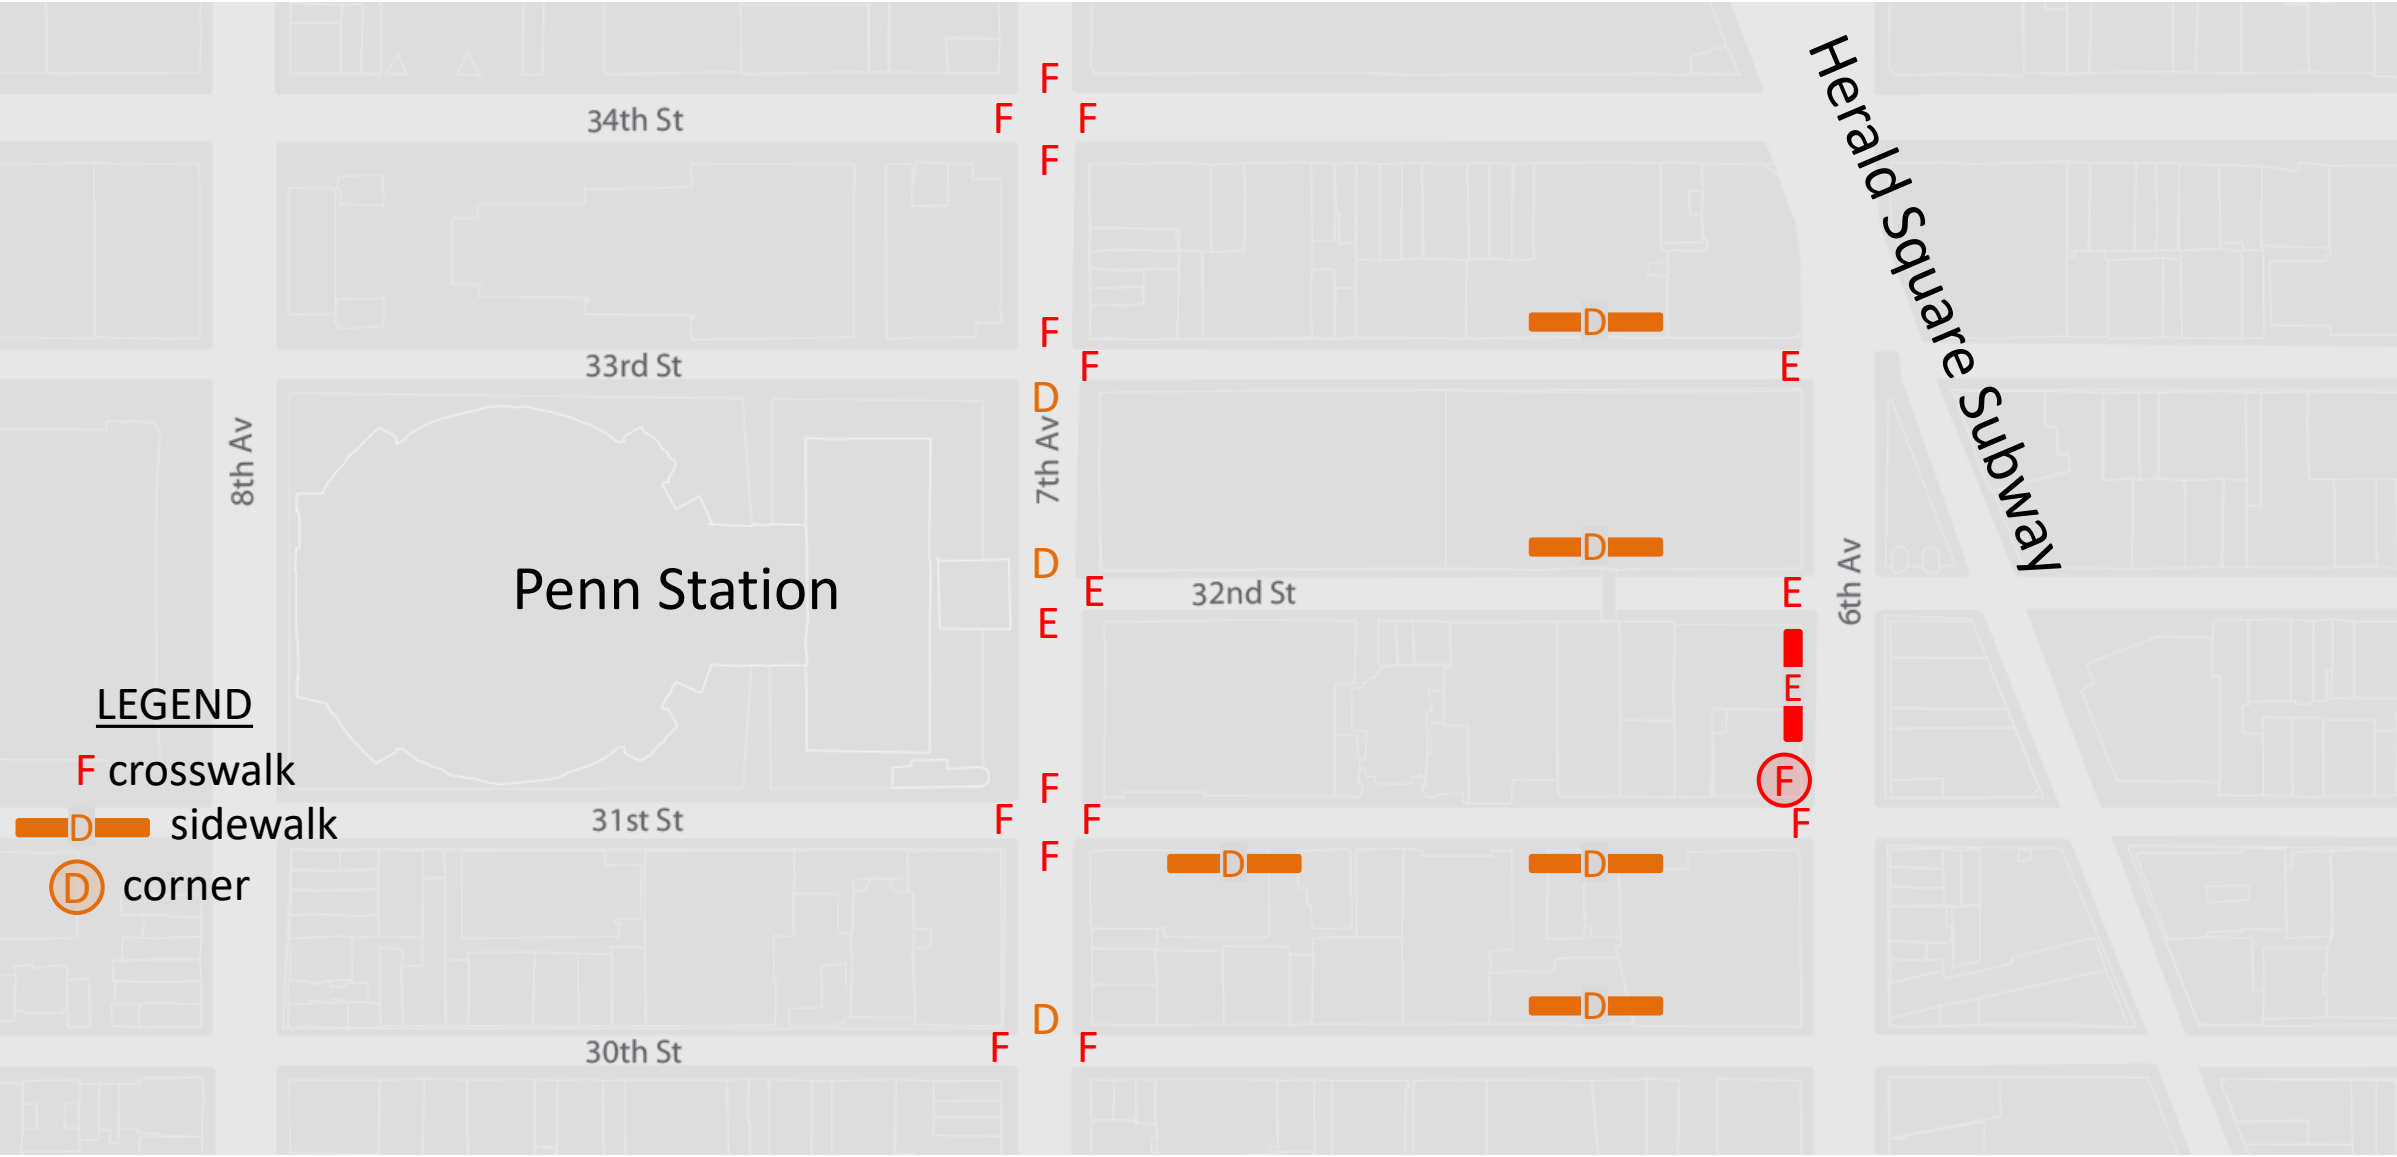 F
34th St
F
F
F
Herald Square Subway
D
F
33rd St
F
E
D
8th Av
7th Av
D
D
E
32nd St
E
6th Av
Penn Station
E
E
LEGEND
F crosswalk
F
F
D sidewalk
31st St
F
F
F
F
D
D
D corner
D
D
30th St
F
F